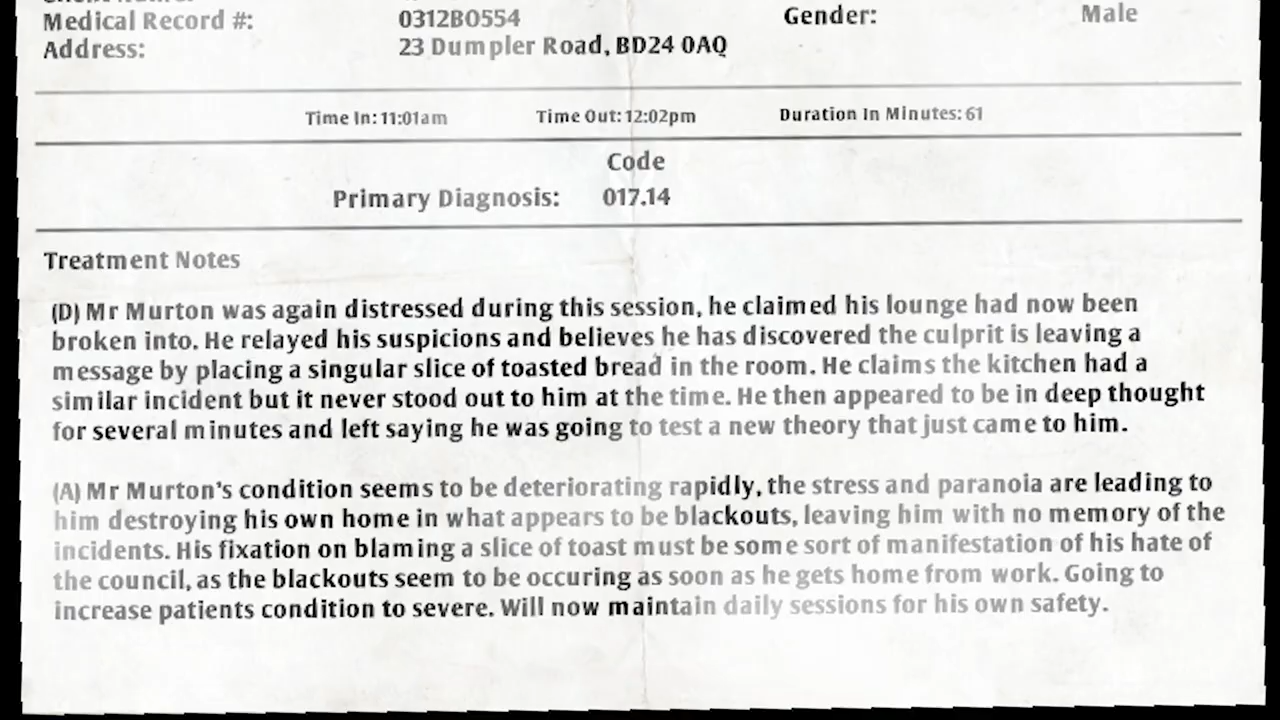 Medical Record #: 0312BO554 Gender: Male
Address: 23 Dumpler Road, BD24 0AQ
Time In: 11:01am Time Out: 12:02pm Duration In Minutes: 61
Code
Primary Diagnosis: 017.14
Treatment Notes
(D) Mr Murton was again distressed during this session, he claimed his lounge had now been
broken into. He relayed his suspicions and believes he has discovered the culprit is leaving a
message by placing a singular slice of toasted bread in the room. He claims the kitchen had a
similar incident but it never stood out to him at the time. He then appeared to be in deep thought
for several minutes and left saying he was going to test a new theory that just came to him.
(A) Mr Murton's condition seems to be deteriorating rapidly, the stress and paranoia are leading to
him destroying his own home in what appears to be blackouts, leaving him with no memory of the
incidents. His fixation on blaming a slice of toast must be some sort of manifestation of his hate of
the council, as the blackouts seem to be occuring as soon as he gets home from work. Going to
increase patients condition to severe. Will now maintain daily sessions for his own safety.